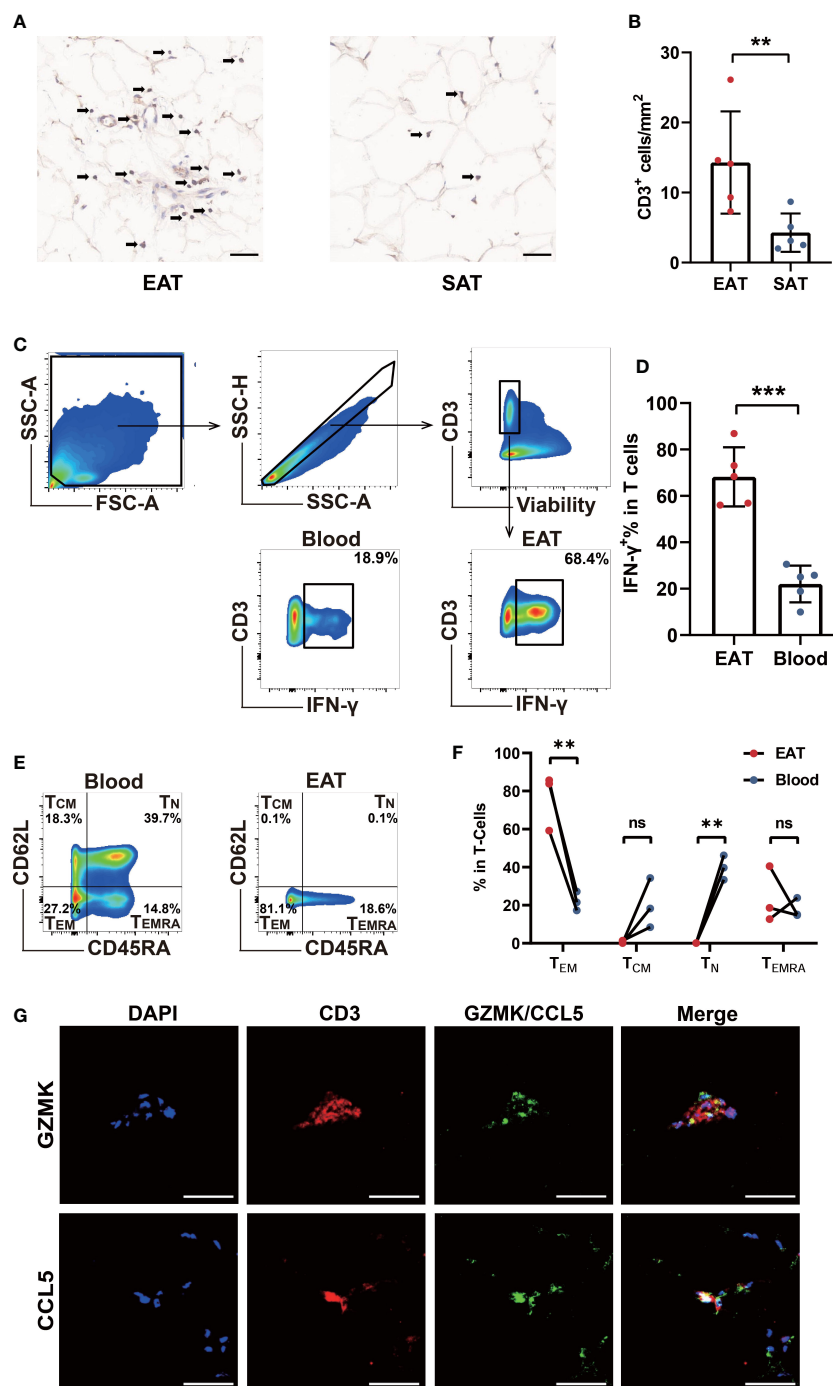 A
EAT
SAT
B
**
CD3+ cells/mm2
30
20
10
0
EAT
SAT
C
SSC-A
FSC-A
SSC-H
SSC-A
CD3
Viability
Blood
18.9%
CD3
IFN-γ
EAT
68.4%
CD3
IFN-γ
D
***
IFN-γ+% in T cells
100
80
60
40
20
0
EAT
Blood
E
Blood
TCM
18.3%
TN
39.7%
27.2%
TEM
14.8%
TEMRA
CD62L
CD45RA
EAT
TCM
0.1%
TN
0.1%
81.1%
TEM
18.6%
TEMRA
CD62L
CD45RA
F
EAT
Blood
**
ns
**
ns
% in T-Cells
100
80
60
40
20
0
TEM
TCM
TN
TEMRA
G
DAPI
CD3
GZMK/CCL5
Merge
GZMK
CCL5